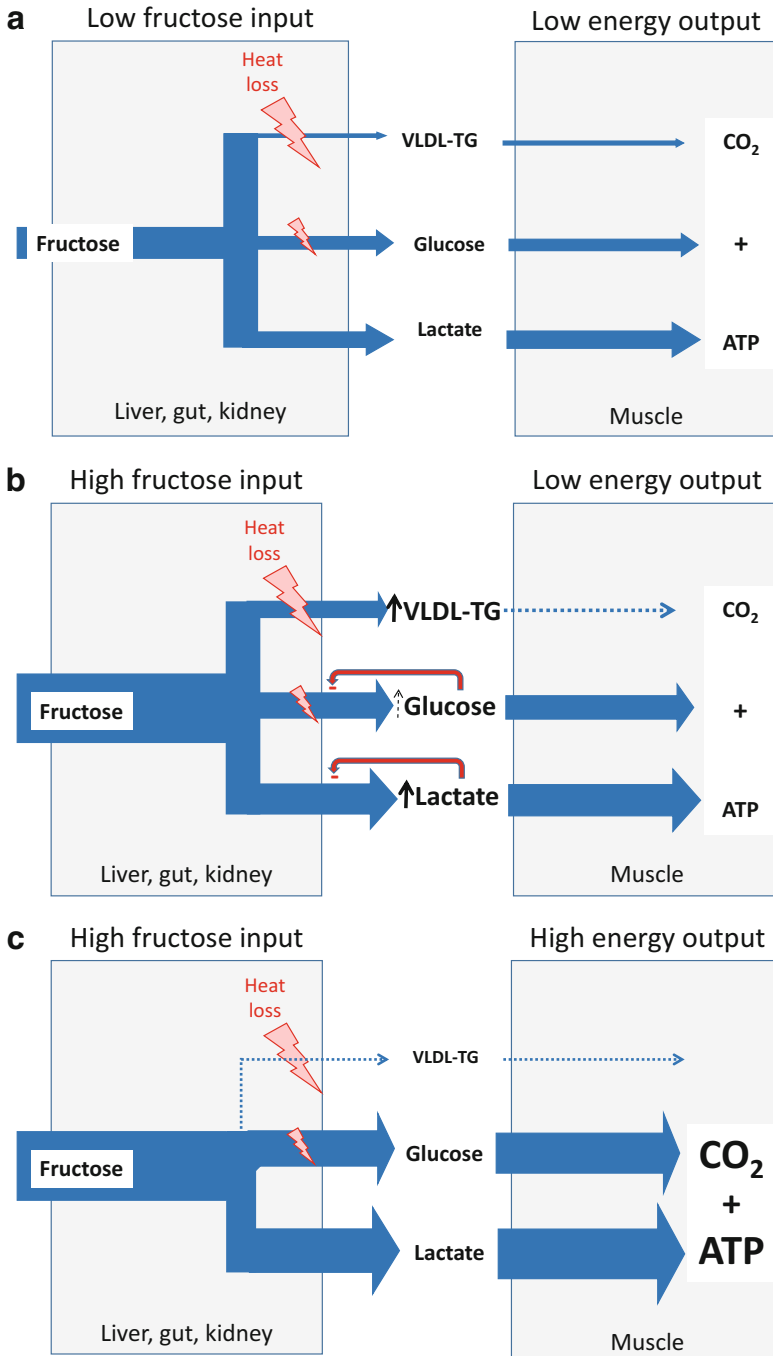 a
Low fructose input
Low energy output
Heat
loss
VLDL-TG
CO₂
Fructose
Glucose
+
Lactate
ATP
Liver, gut, kidney
Muscle
b
High fructose input
Low energy output
Heat
loss
↑VLDL-TG
CO₂
Fructose
Glucose
+
↑Lactate
ATP
Liver, gut, kidney
Muscle
c
High fructose input
High energy output
Heat
loss
VLDL-TG
Fructose
Glucose
CO₂
+
Lactate
ATP
Liver, gut, kidney
Muscle